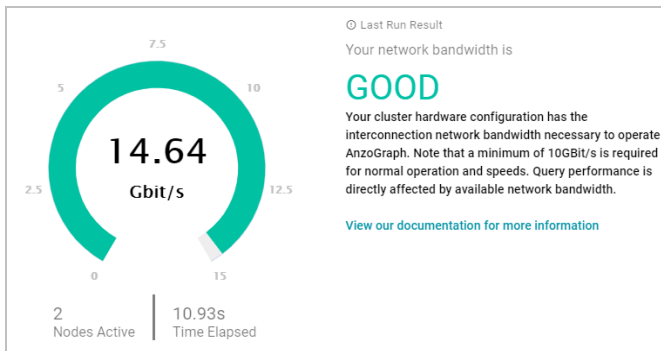 7.5
5
10
2.5
12.5
14.64
Gbit/s
0
15
2
Nodes Active
10.93s
Time Elapsed
Last Run Result
Your network bandwidth is
GOOD
Your cluster hardware configuration has the
interconnection network bandwidth necessary to operate
AnzoGraph. Note that a minimum of 10GBit/s is required
for normal operation and speeds. Query performance is
directly affected by available network bandwidth.
View our documentation for more information